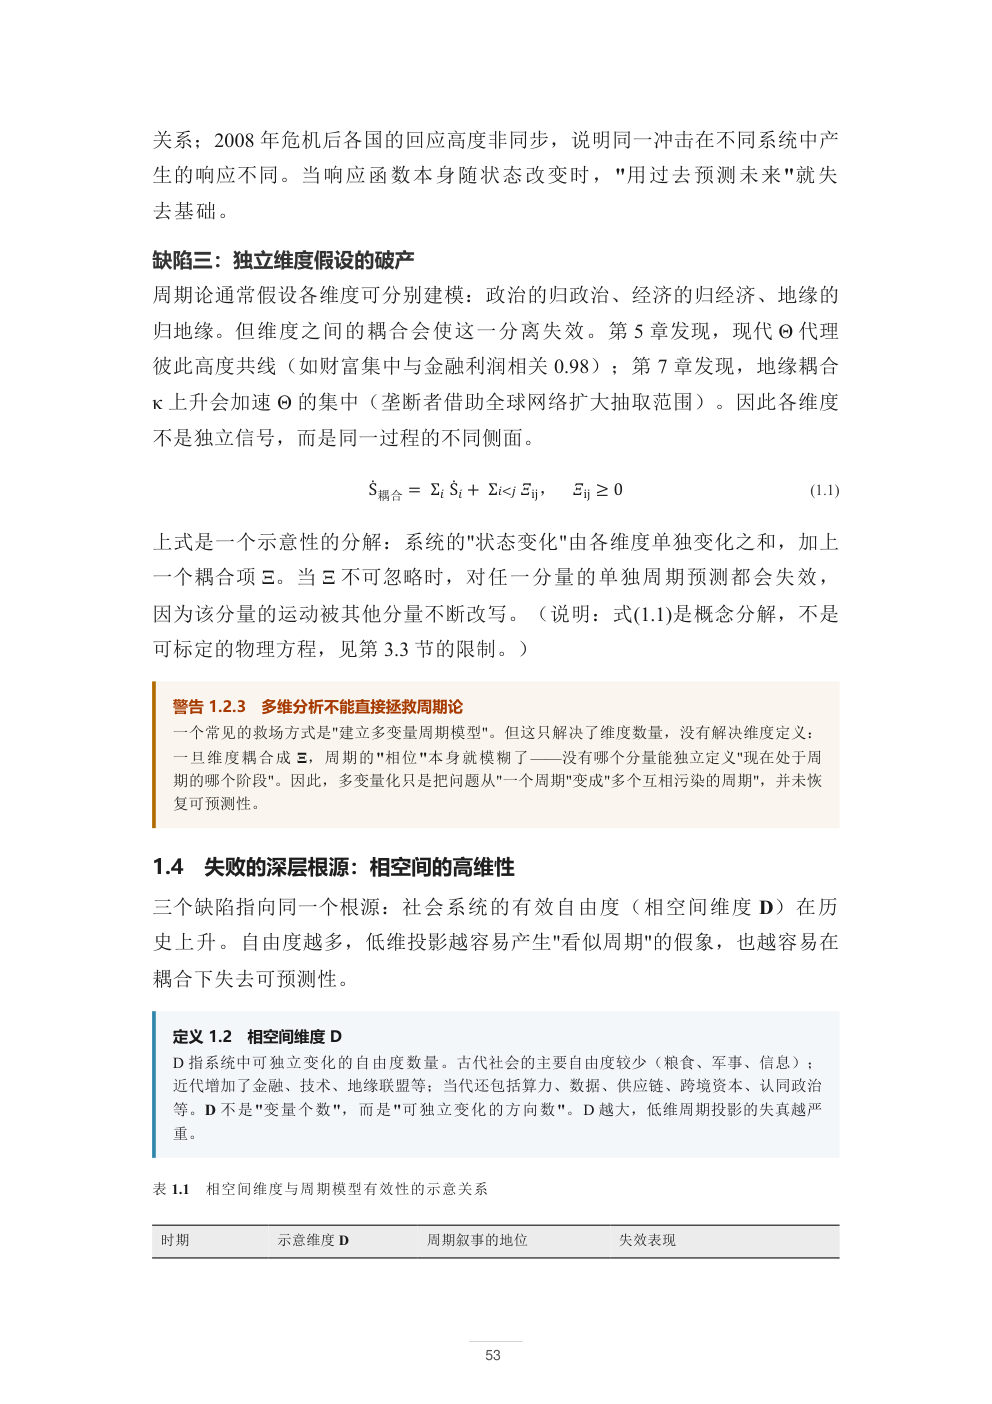 关系；2008 年危机后各国的回应高度非同步，说明同一冲击在不同系统中产
生的响应不同。当响应函数本身随状态改变时，"用过去预测未来"就失
去基础。
缺陷三：独立维度假设的破产
周期论通常假设各维度可分别建模：政治的归政治、经济的归经济、地缘的
归地缘。但维度之间的耦合会使这一分离失效。第 5 章发现，现代 Θ 代理
彼此高度共线（如财富集中与金融利润相关 0.98）；第 7 章发现，地缘耦合
κ 上升会加速 Θ 的集中（垄断者借助全球网络扩大抽取范围）。因此各维度
不是独立信号，而是同一过程的不同侧面。
Ṡ耦合 = Σᵢ Ṡᵢ + Σi<j Ξij， Ξij ≥ 0 (1.1)
上式是一个示意性的分解：系统的"状态变化"由各维度单独变化之和，加上
一个耦合项 Ξ。当 Ξ 不可忽略时，对任一分量的单独周期预测都会失效，
因为该分量的运动被其他分量不断改写。（说明：式(1.1)是概念分解，不是
可标定的物理方程，见第 3.3 节的限制。）
警告 1.2.3 多维分析不能直接拯救周期论
一个常见的救场方式是"建立多变量周期模型"。但这只解决了维度数量，没有解决维度定义：
一旦维度耦合成 Ξ，周期的"相位"本身就模糊了——没有哪个分量能独立定义"现在处于周
期的哪个阶段"。因此，多变量化只是把问题从"一个周期"变成"多个互相污染的周期"，并未恢
复可预测性。
1.4 失败的深层根源：相空间的高维性
三个缺陷指向同一个根源：社会系统的有效自由度（相空间维度 D）在历
史上升。自由度越多，低维投影越容易产生"看似周期"的假象，也越容易在
耦合下失去可预测性。
定义 1.2 相空间维度 D
D 指系统中可独立变化的自由度数量。古代社会的主要自由度较少（粮食、军事、信息）；
近代增加了金融、技术、地缘联盟等；当代还包括算力、数据、供应链、跨境资本、认同政治
等。D 不是"变量个数"，而是"可独立变化的方向数"。D 越大，低维周期投影的失真越严
重。
表 1.1 相空间维度与周期模型有效性的示意关系
时期 示意维度 D 周期叙事的地位 失效表现
53